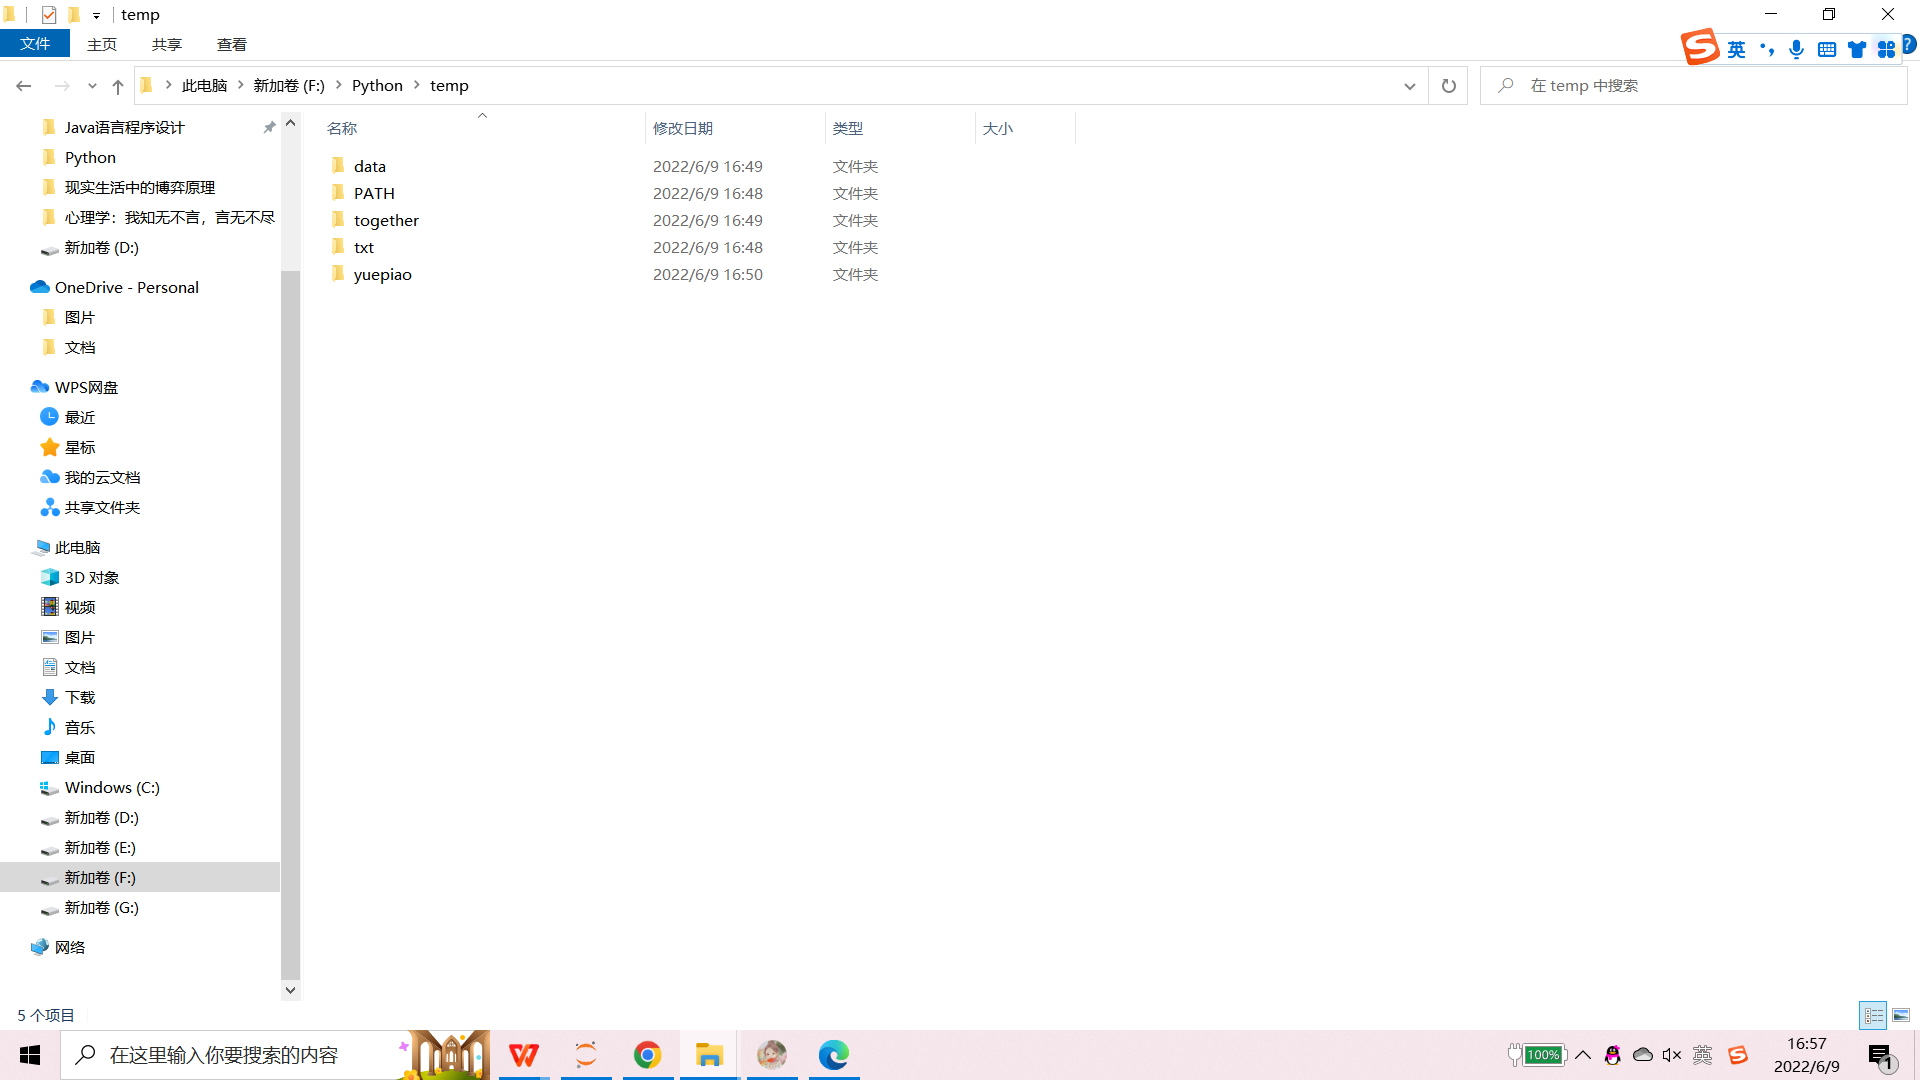 temp
文件 主页 共享 查看
英
此电脑 新加卷 (F:) Python temp
在 temp 中搜索
Java语言程序设计
Python
现实生活中的博弈原理
心理学：我知无不言，言无不尽
新加卷 (D:)
OneDrive - Personal
图片
文档
WPS网盘
最近
星标
我的云文档
共享文件夹
此电脑
3D 对象
视频
图片
文档
下载
音乐
桌面
Windows (C:)
新加卷 (D:)
新加卷 (E:)
新加卷 (F:)
新加卷 (G:)
网络
名称 修改日期 类型 大小
data 2022/6/9 16:49 文件夹
PATH 2022/6/9 16:48 文件夹
together 2022/6/9 16:49 文件夹
txt 2022/6/9 16:48 文件夹
yuepiao 2022/6/9 16:50 文件夹
5 个项目
在这里输入你要搜索的内容
100%
英
16:57
2022/6/9
1